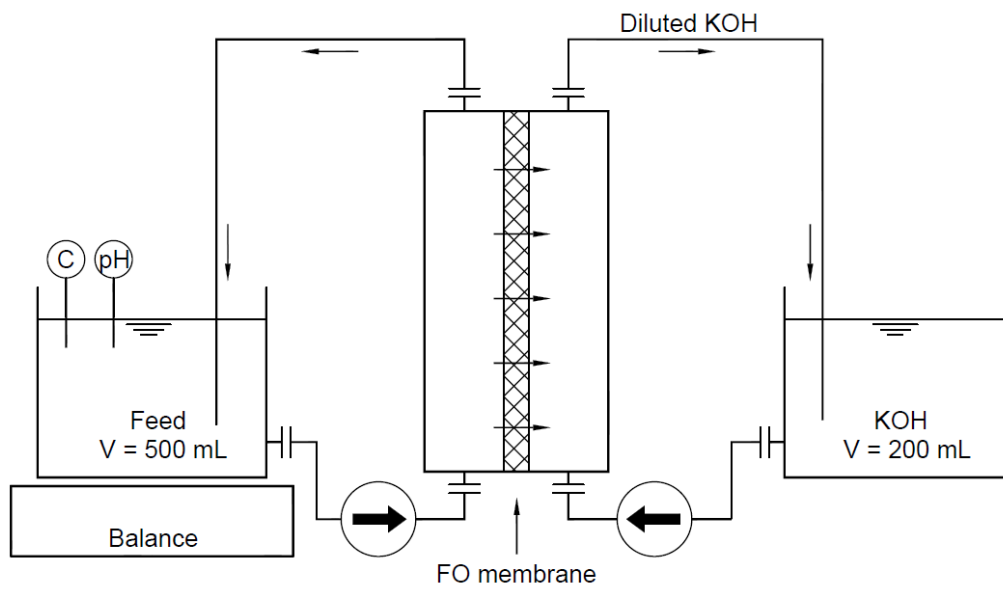 Diluted KOH
C
pH
Feed
V = 500 mL
KOH
V = 200 mL
Balance
FO membrane